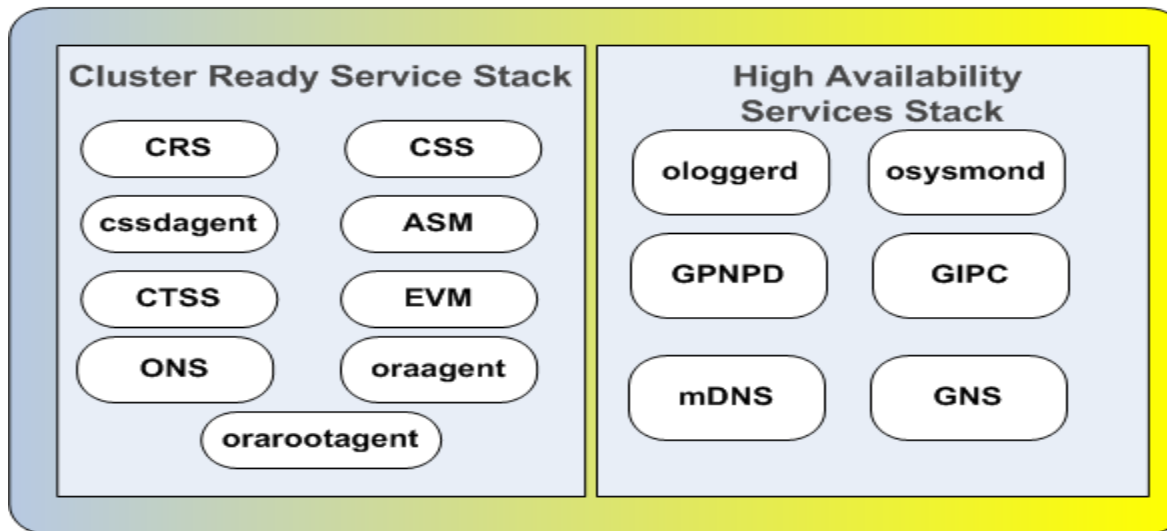 Cluster Ready Service Stack
CRS
CSS
cssdagent
ASM
CTSS
EVM
ONS
oraagent
orarootagent
High Availability
Services Stack
ologgerd
osysmond
GPNPD
GIPC
mDNS
GNS